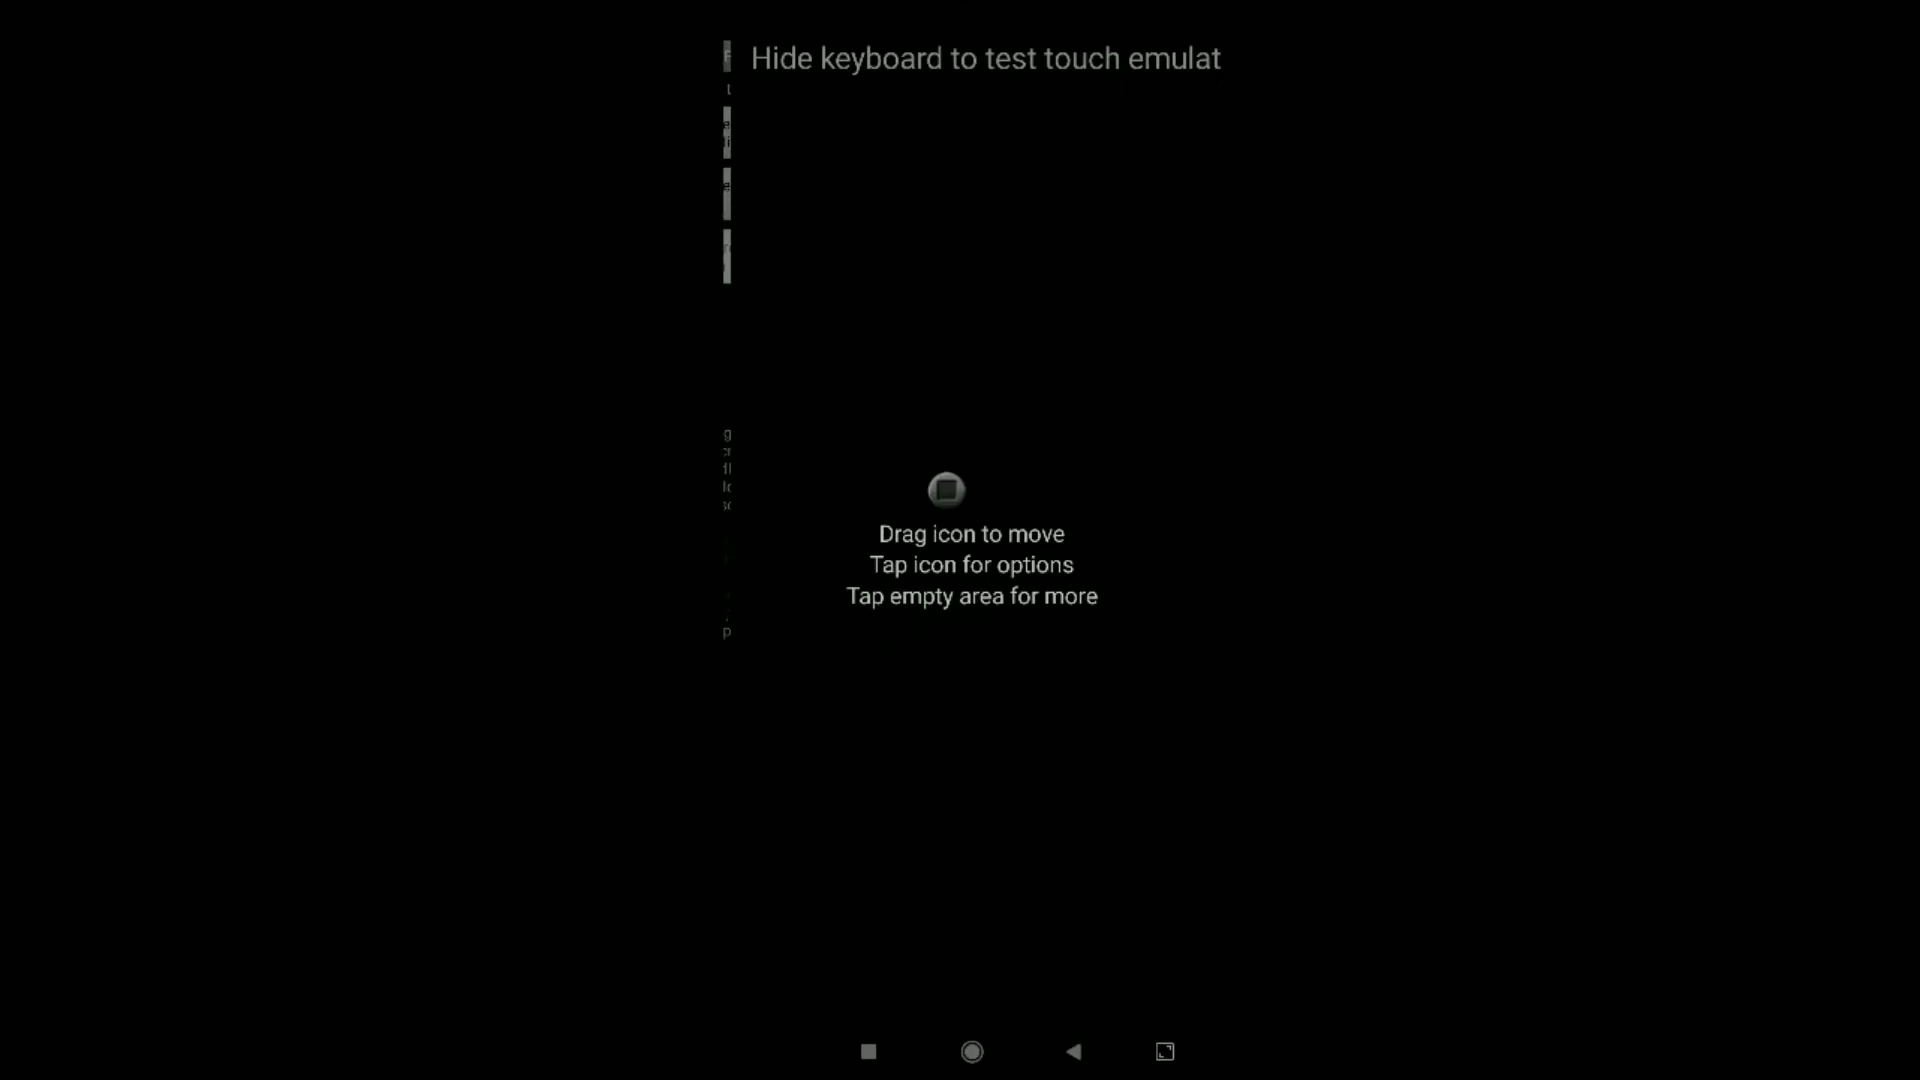 Hide keyboard to test touch emulat
Drag icon to move
Tap icon for options
Tap empty area for more